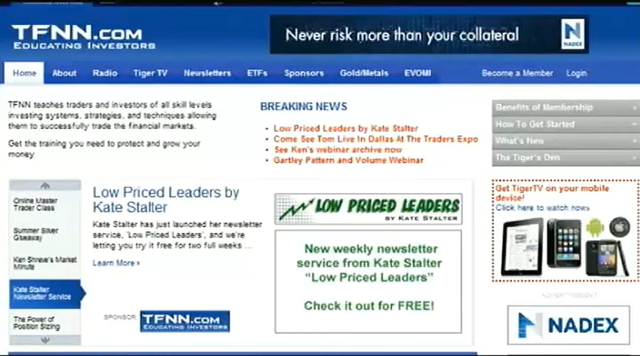 TFNN.COM
EDUCATING INVESTORS
Never risk more than your collateral
NADEX
Home About Radio Tiger TV Newsletters ETFs Sponsors Gold/Metals EVOMI Become a Member Login
TFNN teaches traders and investors of all skill levels
investing systems, strategies, and techniques allowing
them to successfully trade the financial markets.
Get the training you need to protect and grow your
money
BREAKING NEWS
Low Priced Leaders by Kate Stalter
Come See Tom Live In Dallas At The Traders Expo
See Ken's webinar archive now
Gartley Pattern and Volume Webinar
Benefits of Membership
How To Get Started
What's New
The Tiger's Den
Online Master
Trader Class
Summer Silver
Giveaway
Ken Shreve's Market
Minute
Kate Stalter
Newsletter Service
The Power of
Position Sizing
Low Priced Leaders by
Kate Stalter
Kate Stalter has just launched her newsletter
service, 'Low Priced Leaders', and we're
letting you try it free for two full weeks ...
Learn More ›
SPONSOR:
TFNN.COM
EDUCATING INVESTORS
LOW PRICED LEADERS
BY KATE STALTER
New weekly newsletter
service from Kate Stalter
"Low Priced Leaders"
Check it out for FREE!
Get TigerTV on your mobile
device!
Click here to watch now
ADVERTISEMENT
NADEX